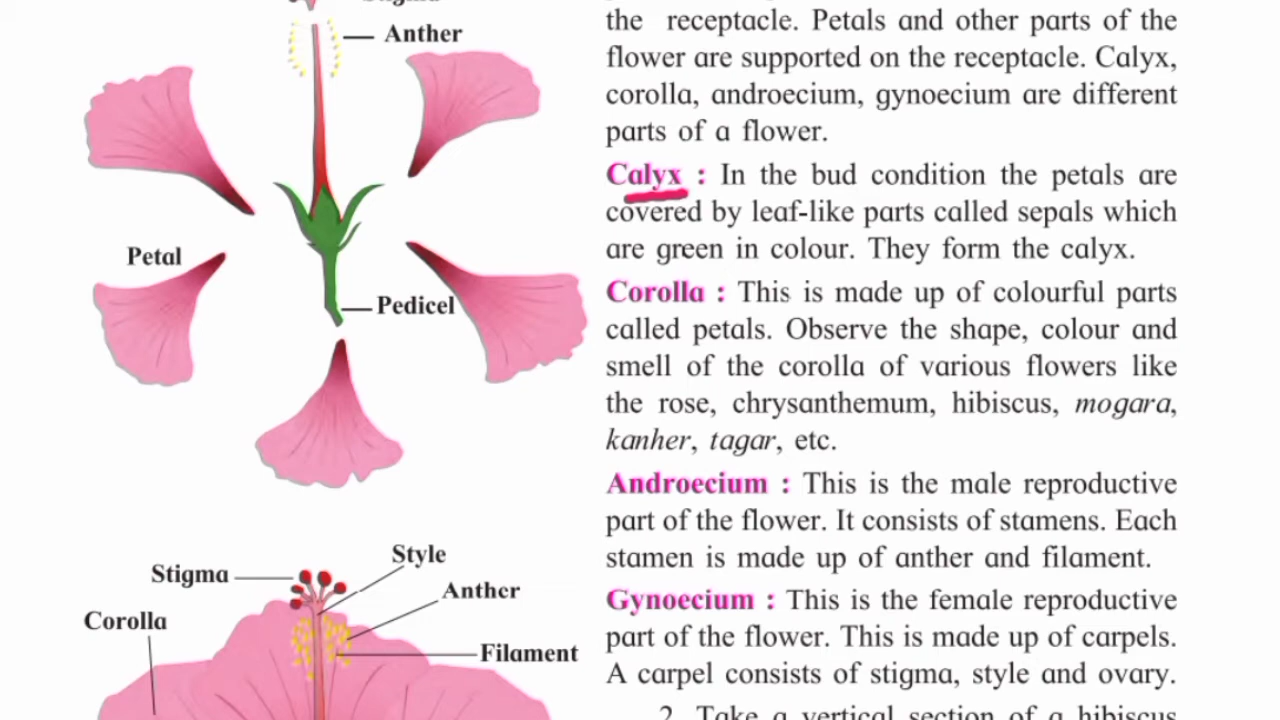 Anther
Petal
Pedicel
Stigma
Style
Anther
Corolla
Filament
the receptacle. Petals and other parts of the
flower are supported on the receptacle. Calyx,
corolla, androecium, gynoecium are different
parts of a flower.
Calyx : In the bud condition the petals are
covered by leaf-like parts called sepals which
are green in colour. They form the calyx.
Corolla : This is made up of colourful parts
called petals. Observe the shape, colour and
smell of the corolla of various flowers like
the rose, chrysanthemum, hibiscus, mogara,
kanher, tagar, etc.
Androecium : This is the male reproductive
part of the flower. It consists of stamens. Each
stamen is made up of anther and filament.
Gynoecium : This is the female reproductive
part of the flower. This is made up of carpels.
A carpel consists of stigma, style and ovary.
2. Take a vertical section of a hibiscus